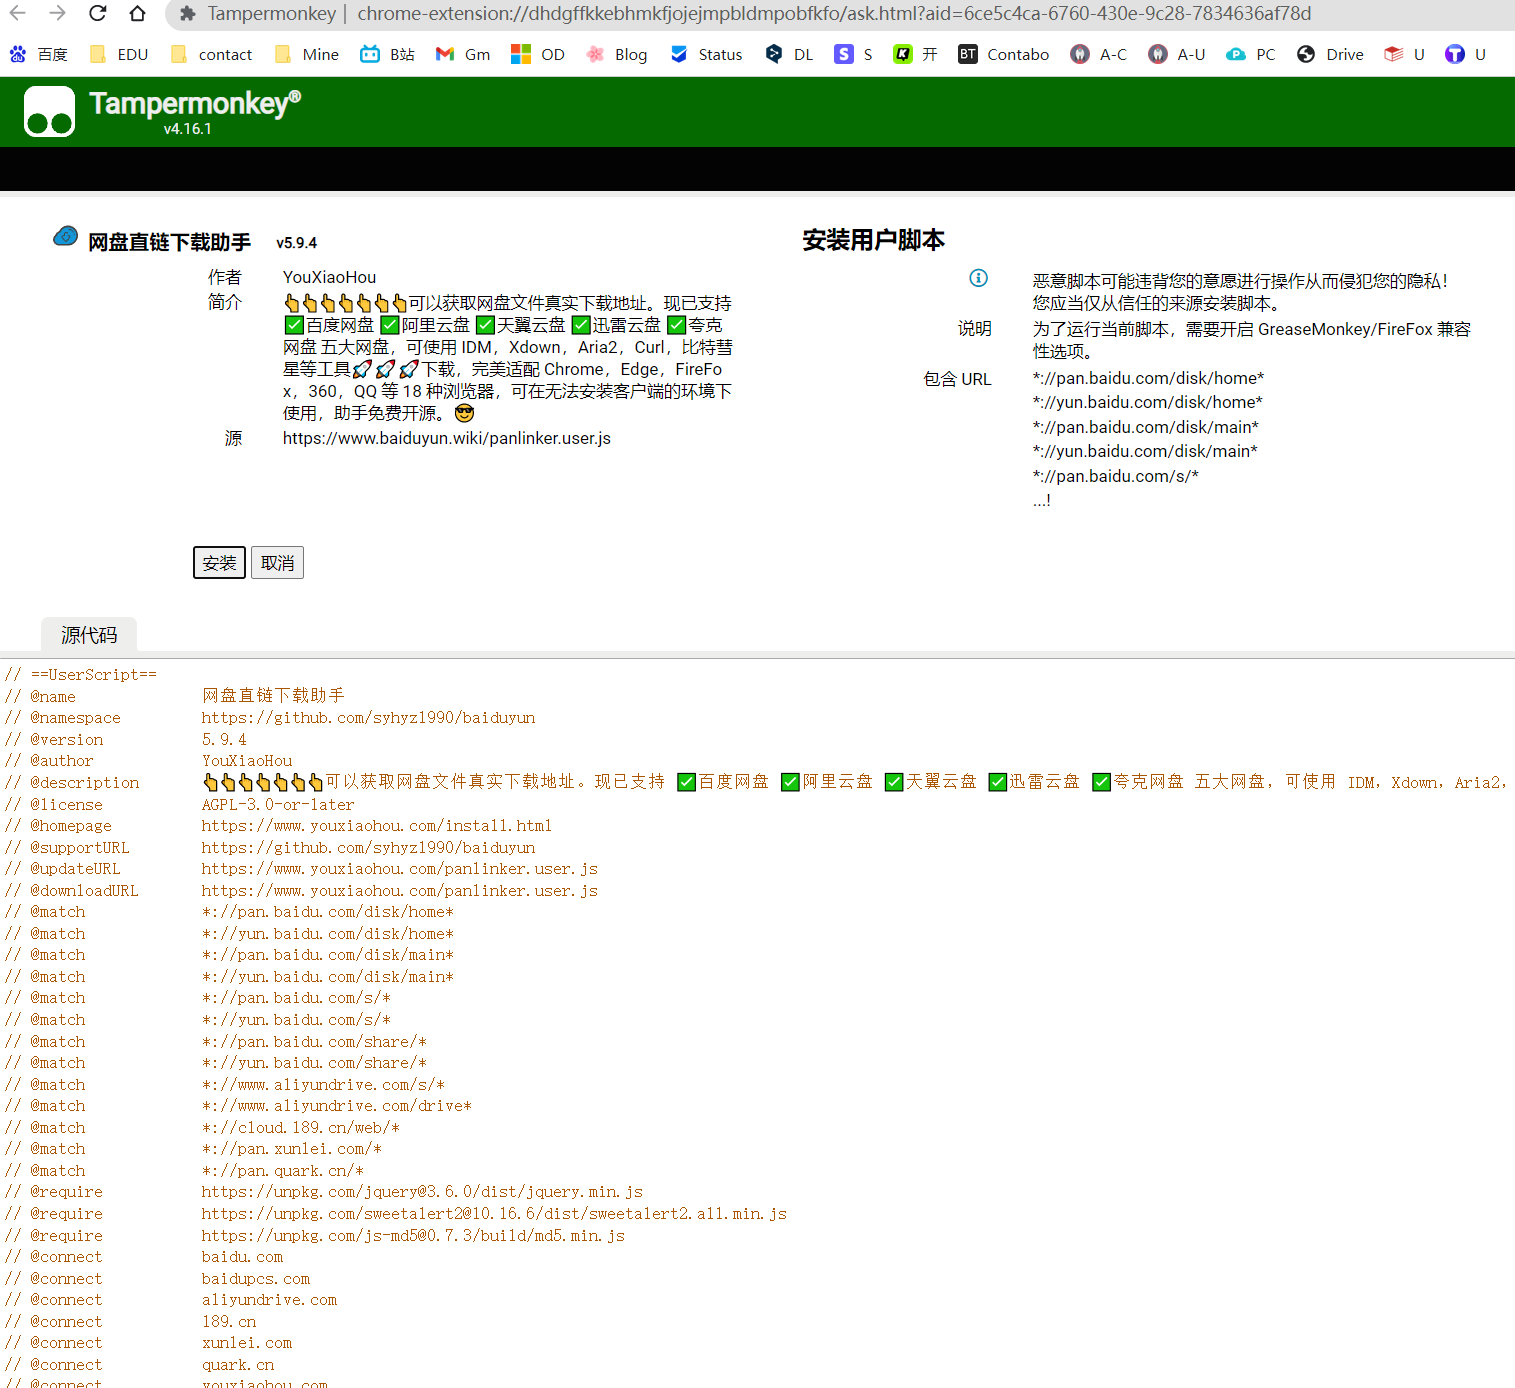 Tampermonkey | chrome-extension://dhdgffkkebhmkfjojejmpbldmpobfkfo/ask.html?aid=6ce5c4ca-6760-430e-9c28-7834636af78d
百度 EDU contact Mine B站 Gm OD Blog Status DL S 开 Contabo A-C A-U PC Drive U U
Tampermonkey®
v4.16.1
网盘直链下载助手 v5.9.4
作者 YouXiaoHou
简介 👆👆👆👆👆👆👆可以获取网盘文件真实下载地址。现已支持
✅百度网盘 ✅阿里云盘 ✅天翼云盘 ✅迅雷云盘 ✅夸克
网盘 五大网盘，可使用 IDM，Xdown，Aria2，Curl，比特彗
星等工具🚀🚀🚀下载，完美适配 Chrome，Edge，FireFo
x，360，QQ 等 18 种浏览器，可在无法安装客户端的环境下
使用，助手免费开源。😎
源 https://www.baiduyun.wiki/panlinker.user.js
安装用户脚本
恶意脚本可能违背您的意愿进行操作从而侵犯您的隐私！
您应当仅从信任的来源安装脚本。
说明 为了运行当前脚本，需要开启 GreaseMonkey/FireFox 兼容
性选项。
包含 URL *://pan.baidu.com/disk/home*
*://yun.baidu.com/disk/home*
*://pan.baidu.com/disk/main*
*://yun.baidu.com/disk/main*
*://pan.baidu.com/s/*
...!
安装 取消
源代码
// ==UserScript==
// @name 网盘直链下载助手
// @namespace https://github.com/syhyz1990/baiduyun
// @version 5.9.4
// @author YouXiaoHou
// @description 👆👆👆👆👆👆👆可以获取网盘文件真实下载地址。现已支持 ✅百度网盘 ✅阿里云盘 ✅天翼云盘 ✅迅雷云盘 ✅夸克网盘 五大网盘，可使用 IDM，Xdown，Aria2，
// @license AGPL-3.0-or-later
// @homepage https://www.youxiaohou.com/install.html
// @supportURL https://github.com/syhyz1990/baiduyun
// @updateURL https://www.youxiaohou.com/panlinker.user.js
// @downloadURL https://www.youxiaohou.com/panlinker.user.js
// @match *://pan.baidu.com/disk/home*
// @match *://yun.baidu.com/disk/home*
// @match *://pan.baidu.com/disk/main*
// @match *://yun.baidu.com/disk/main*
// @match *://pan.baidu.com/s/*
// @match *://yun.baidu.com/s/*
// @match *://pan.baidu.com/share/*
// @match *://yun.baidu.com/share/*
// @match *://www.aliyundrive.com/s/*
// @match *://www.aliyundrive.com/drive*
// @match *://cloud.189.cn/web/*
// @match *://pan.xunlei.com/*
// @match *://pan.quark.cn/*
// @require https://unpkg.com/jquery@3.6.0/dist/jquery.min.js
// @require https://unpkg.com/sweetalert2@10.16.6/dist/sweetalert2.all.min.js
// @require https://unpkg.com/js-md5@0.7.3/build/md5.min.js
// @connect baidu.com
// @connect baidupcs.com
// @connect aliyundrive.com
// @connect 189.cn
// @connect xunlei.com
// @connect quark.cn
// @connect youxiaohou.com